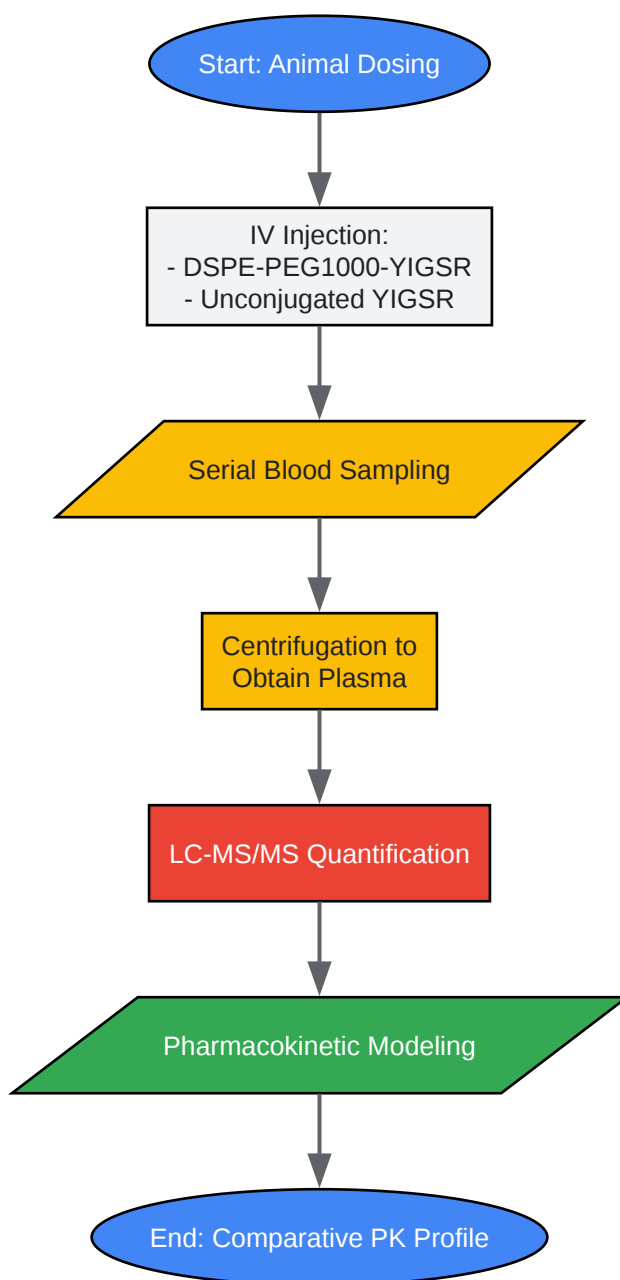 Start: Animal Dosing
IV Injection:
- DSPE-PEG1000-YIGSR
- Unconjugated YIGSR
Serial Blood Sampling
Centrifugation to
Obtain Plasma
LC-MS/MS Quantification
Pharmacokinetic Modeling
End: Comparative PK Profile